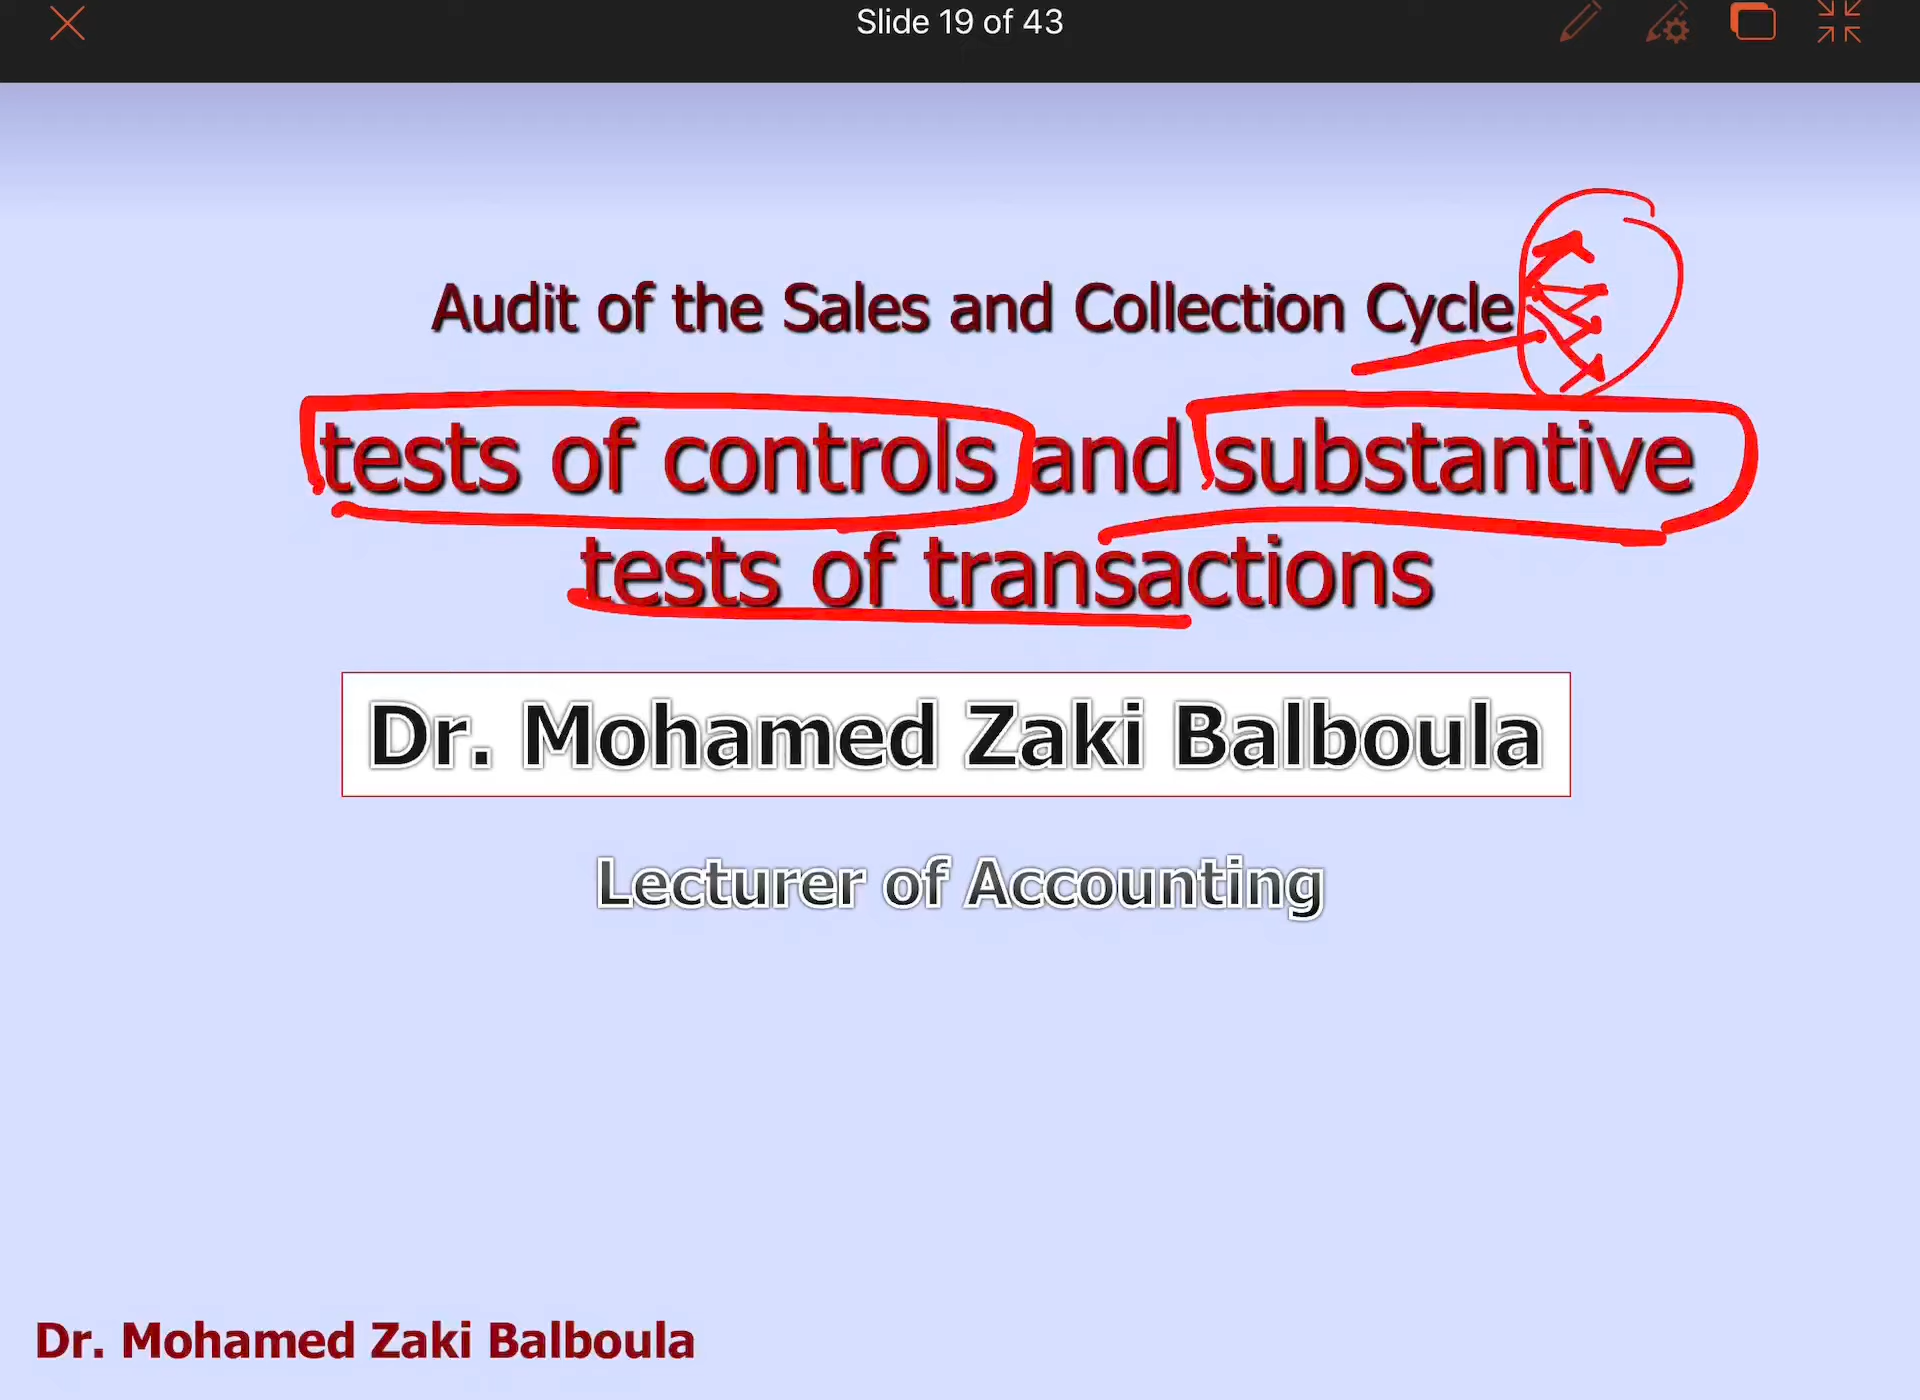 Slide 19 of 43
Audit of the Sales and Collection Cycle
tests of controls and substantive
tests of transactions
Dr. Mohamed Zaki Balboula
Lecturer of Accounting
Dr. Mohamed Zaki Balboula